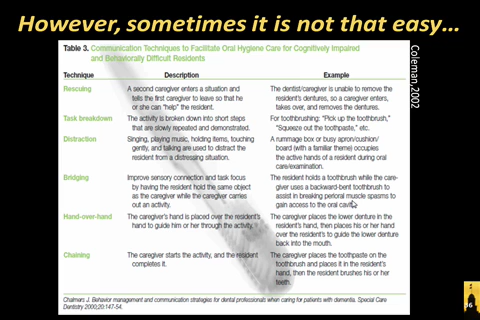 However, sometimes it is not that easy…
Table 3. Communication Techniques to Facilitate Oral Hygiene Care for Cognitively Impaired
and Behaviorally Difficult Residents
Coleman, 2002
Technique Description Example
Rescuing A second caregiver enters a situation and The dentist/caregiver is unable to remove the
tells the first caregiver to leave so that he resident's dentures, so a caregiver enters,
or she can "help" the resident. takes over, and removes the dentures.
Task breakdown The activity is broken down into short steps For toothbrushing: "Pick up the toothbrush,"
that are slowly repeated and demonstrated. "Squeeze out the toothpaste," etc.
Distraction Singing, playing music, holding items, touching A rummage box or busy apron/cushion/
gently, and talking are used to distract the board (with a familiar theme) occupies
resident from a distressing situation. the active hands of a resident during oral
care/examination.
Bridging Improve sensory connection and task focus The resident holds a toothbrush while the care-
by having the resident hold the same object giver uses a backward-bent toothbrush to
as the caregiver while the caregiver carries assist in breaking perioral muscle spasms to
out an activity. gain access to the oral cavity.
Hand-over-hand The caregiver's hand is placed over the resident's The caregiver places the lower denture in the
hand to guide him or her through the activity. resident's hand, then places his or her hand
over the resident's to guide the lower denture
back into the mouth.
Chaining The caregiver starts the activity, and the resident The caregiver places the toothpaste on the
completes it. toothbrush and places it in the resident's
hand, then the resident brushes his or her
teeth.
Chalmers J. Behavior management and communication strategies for dental professionals when caring for patients with dementia. Special Care
Dentistry 2000;20:147-54.
36